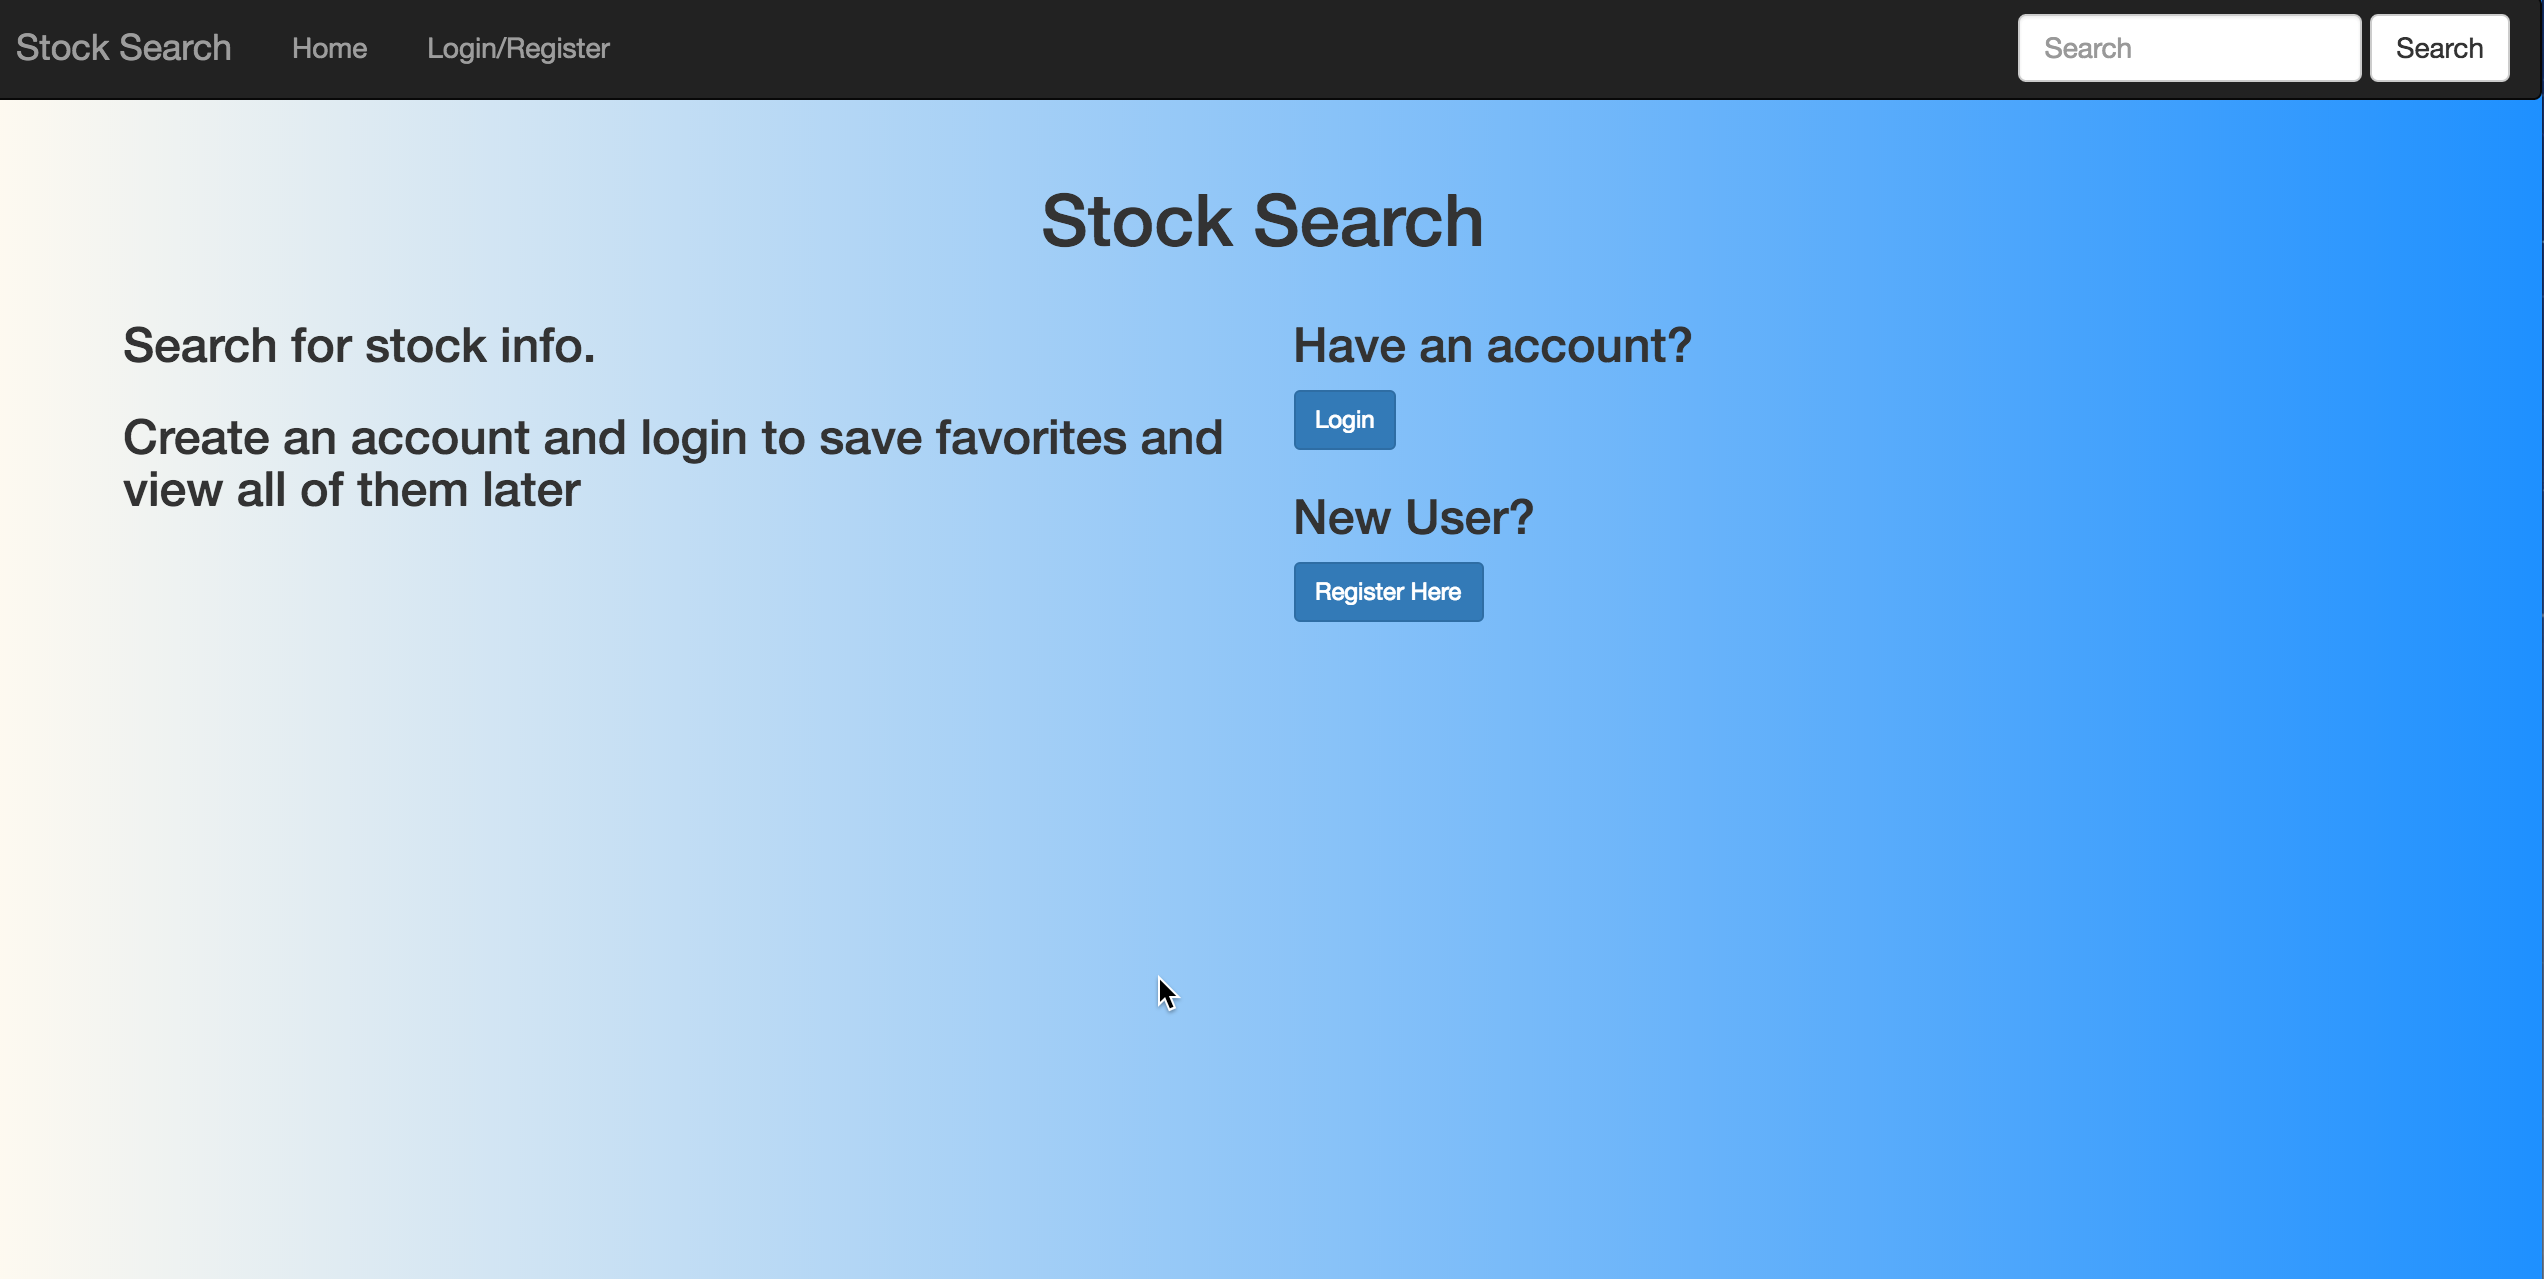 Stock Search Home Login/Register Search Search
Stock Search
Search for stock info.
Create an account and login to save favorites and
view all of them later
Have an account?
Login
New User?
Register Here